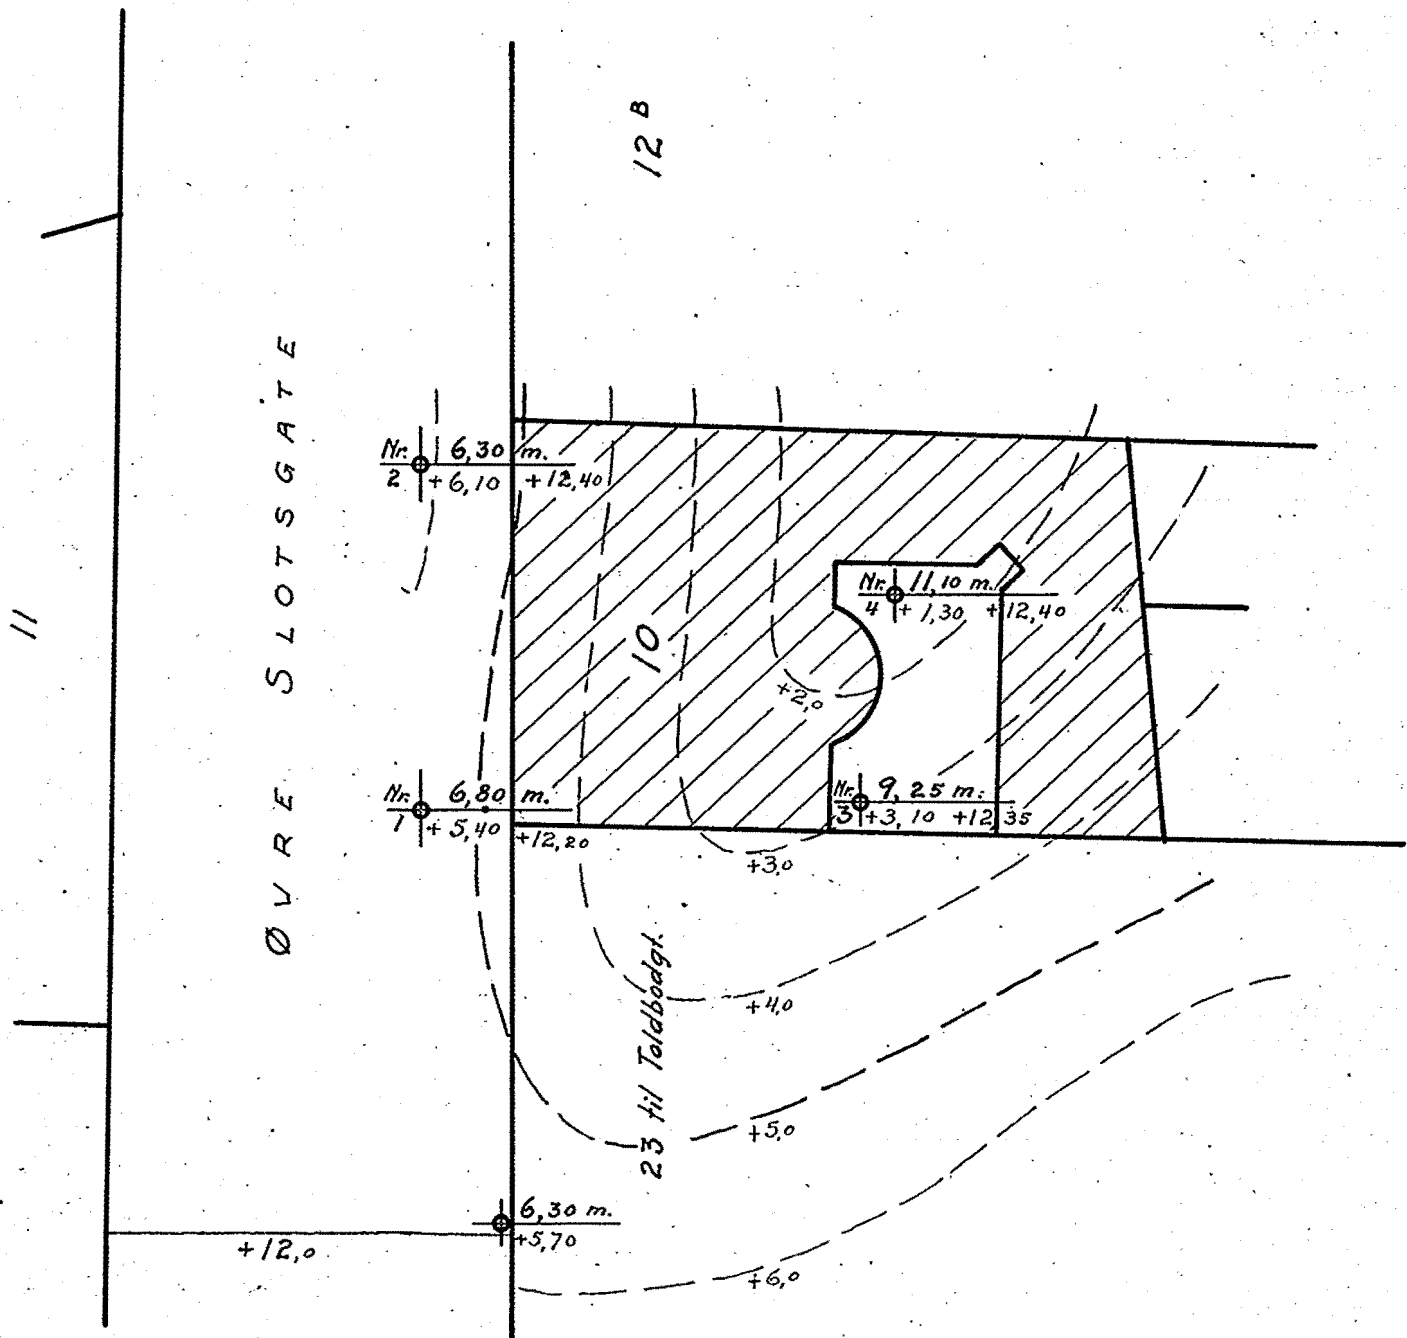 12 B
11
ØVRE SLOTSGATE
Nr. 6,30 m.
2 +6,10 +12,40
Nr. 11,10 m.
4 +1,30 +12,40
10
+2,0
Nr. 6,80 m.
1 +5,40 +12,20
Nr. 9,25 m.
3 +3,10 +12,35
+3,0
+4,0
23 til Toldbodgt.
+5,0
6,30 m.
+5,70
+12,0
+6,0